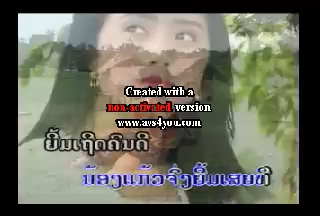 Created with a
non-activated version
www.avs4you.com
ຍິ້ມເຖີດຄົນດີ
ນ້ອງແກ້ວຈົ່ງຍິ້ມເສຍທີ